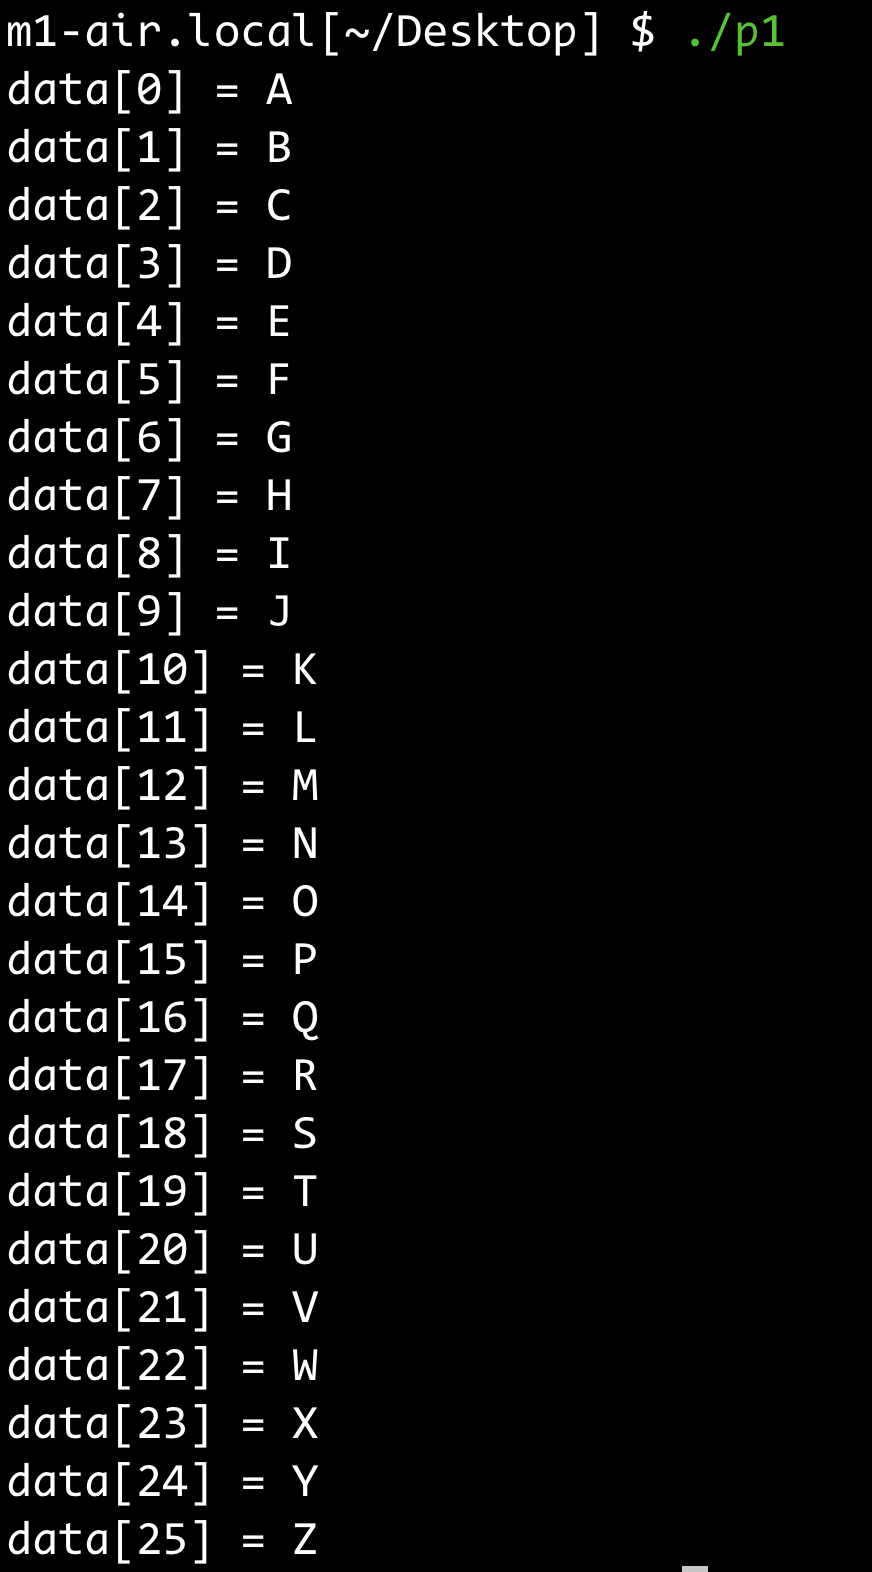 m1-air.local[~/Desktop] $ ./p1
data[0] = A
data[1] = B
data[2] = C
data[3] = D
data[4] = E
data[5] = F
data[6] = G
data[7] = H
data[8] = I
data[9] = J
data[10] = K
data[11] = L
data[12] = M
data[13] = N
data[14] = O
data[15] = P
data[16] = Q
data[17] = R
data[18] = S
data[19] = T
data[20] = U
data[21] = V
data[22] = W
data[23] = X
data[24] = Y
data[25] = Z